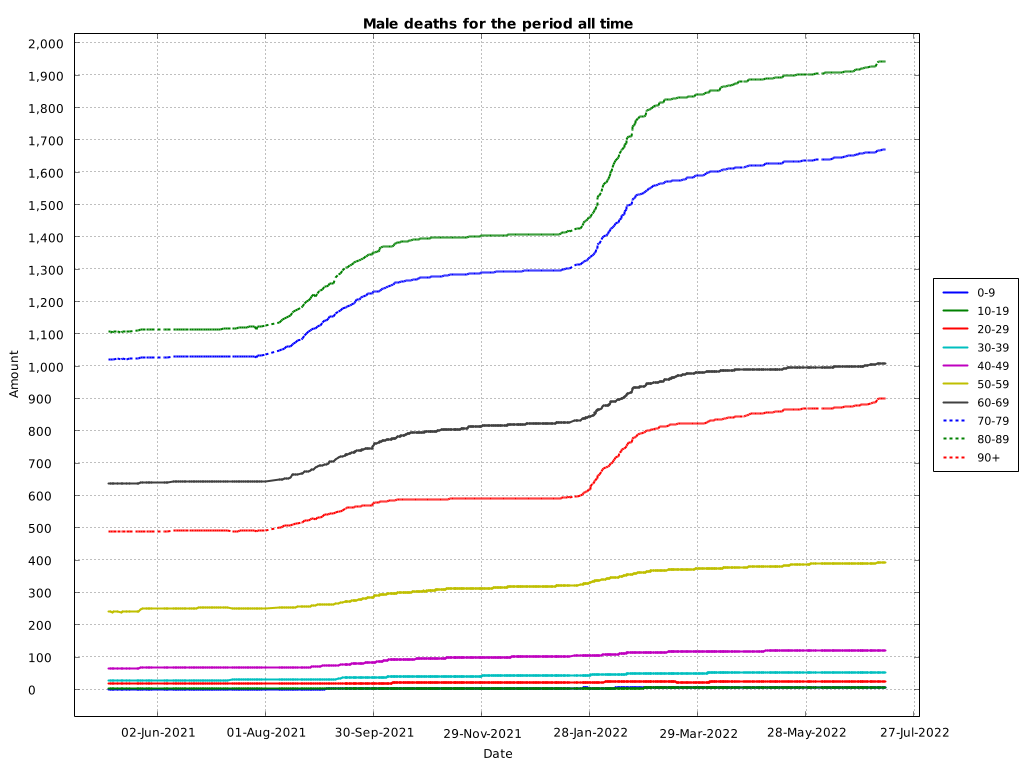 Male deaths for the period all time
2,000
1,900
1,800
1,700
1,600
1,500
1,400
1,300
1,200
1,100
1,000
900
800
700
600
500
400
300
200
100
0
Amount
02-Jun-2021
01-Aug-2021
30-Sep-2021
29-Nov-2021
28-Jan-2022
29-Mar-2022
28-May-2022
27-Jul-2022
Date
0-9
10-19
20-29
30-39
40-49
50-59
60-69
70-79
80-89
90+